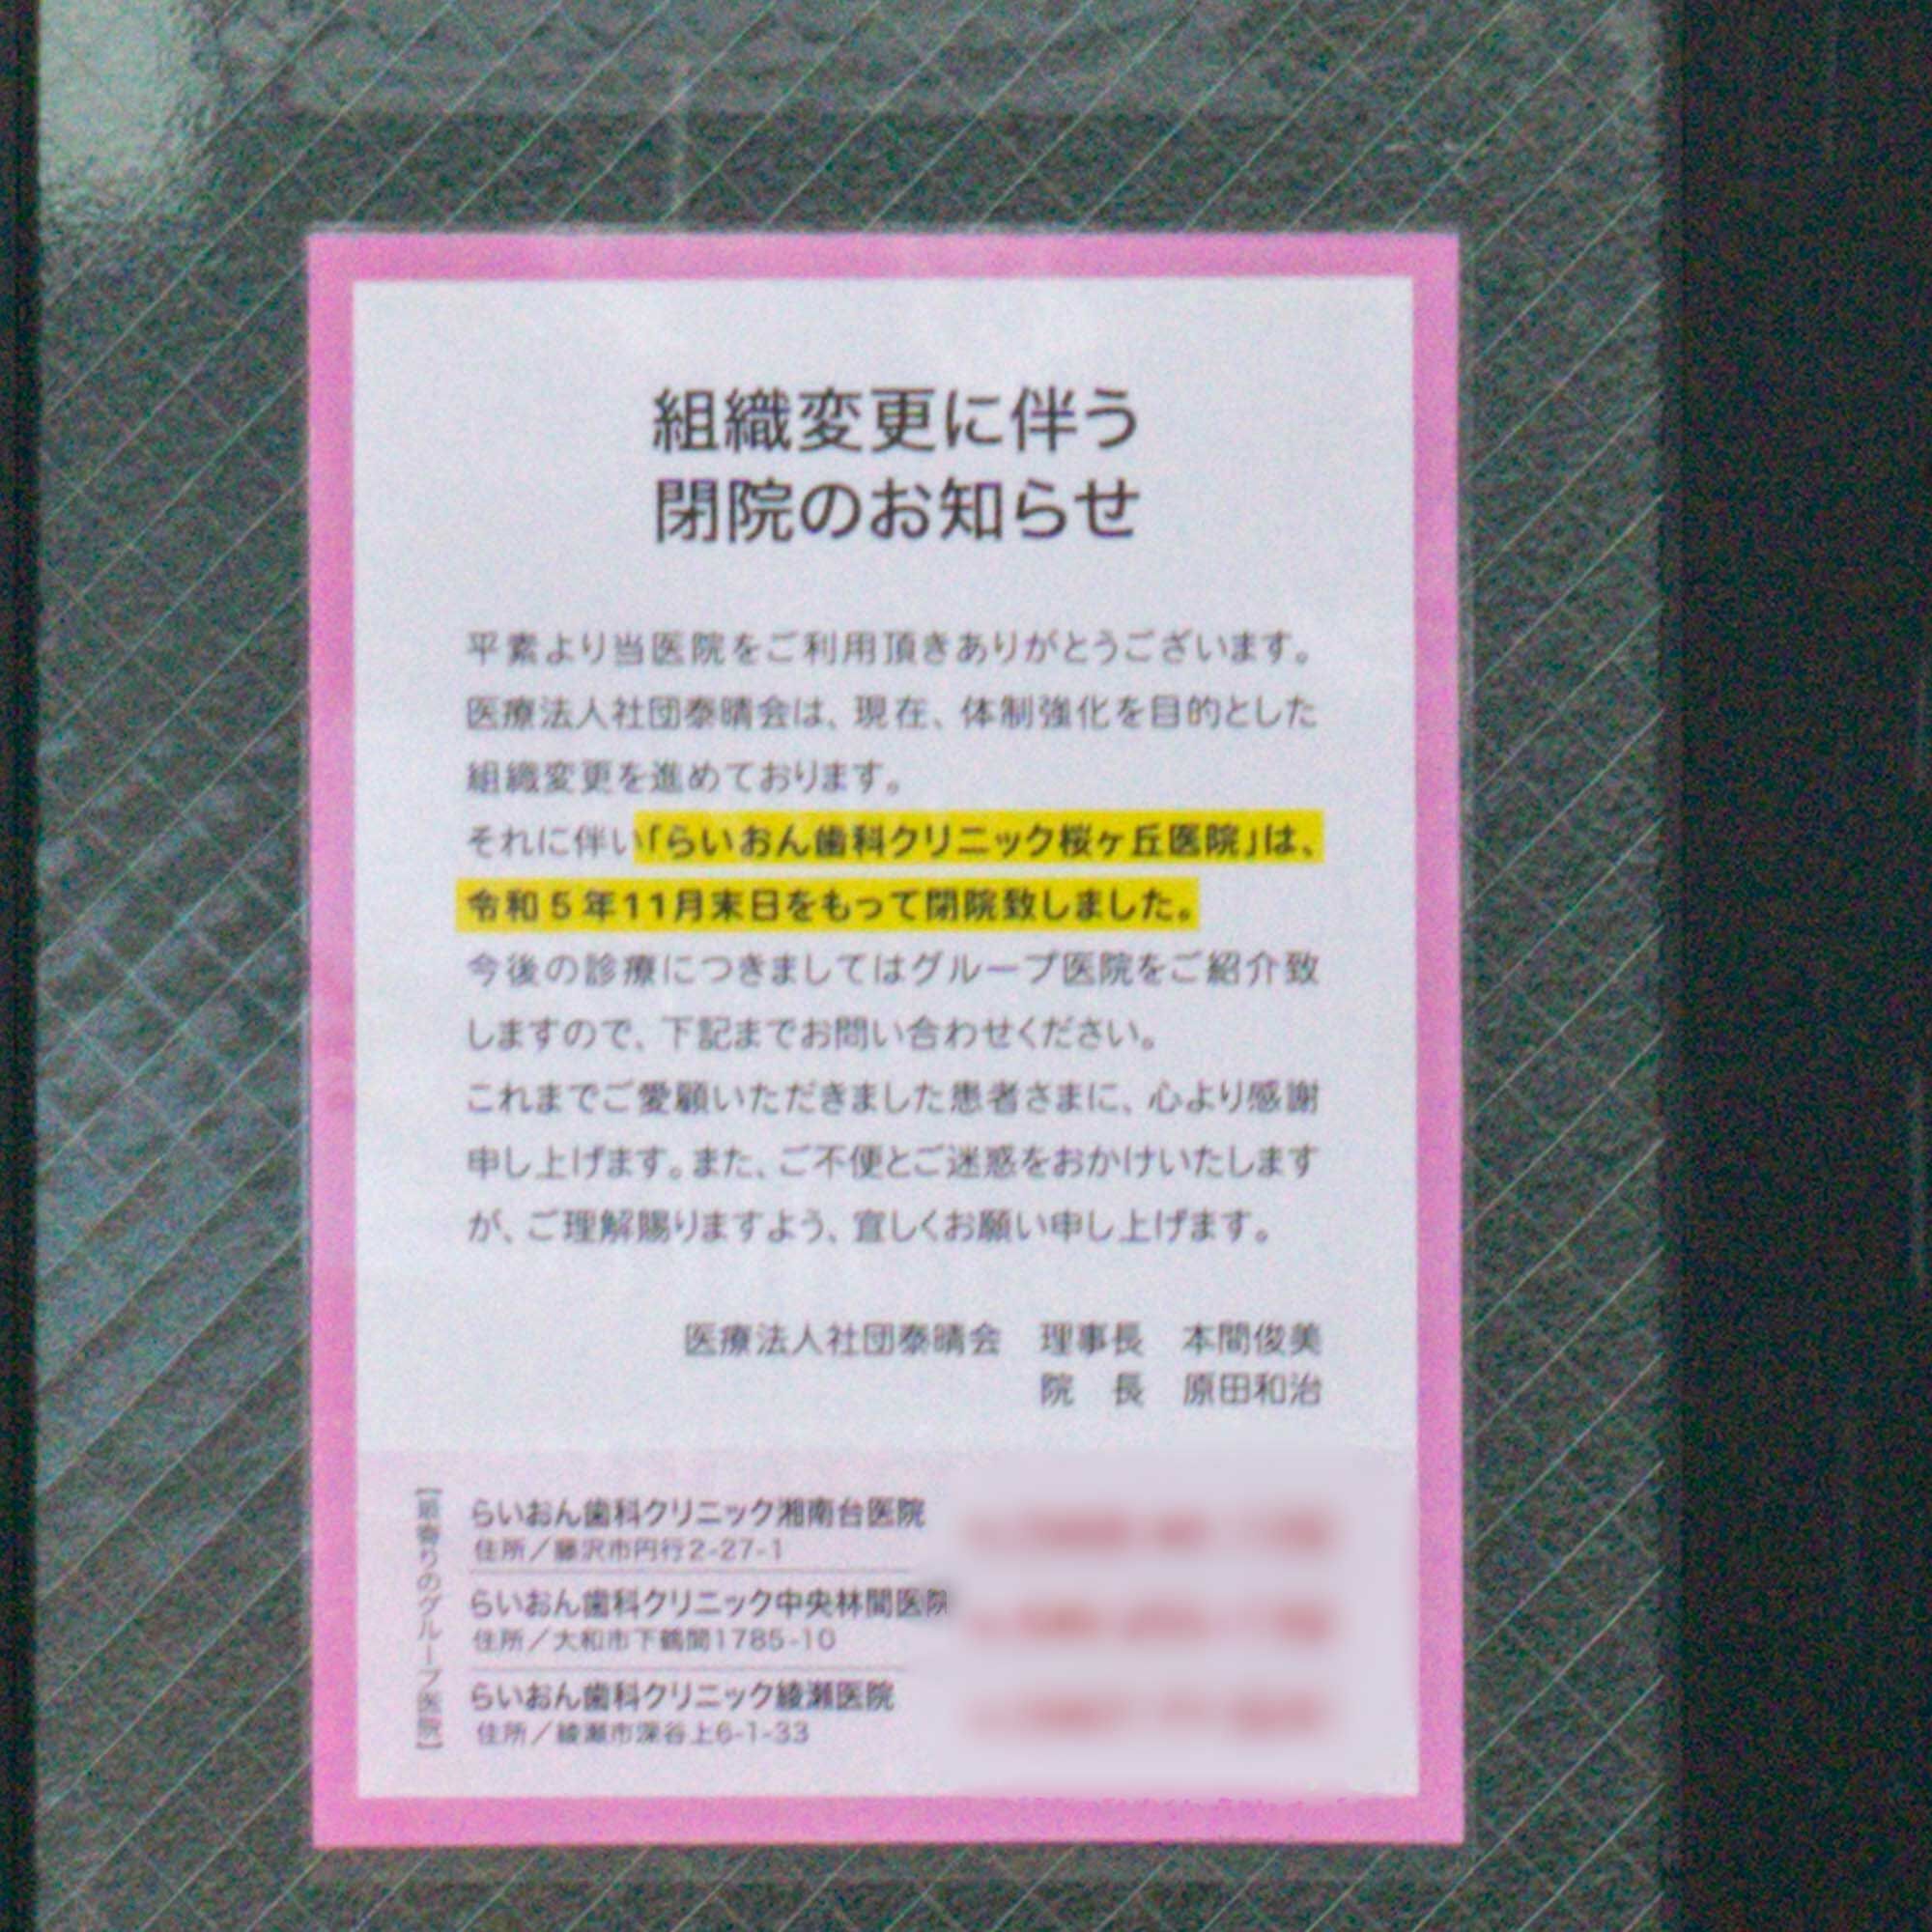 組織変更に伴う
閉院のお知らせ
平素より当医院をご利用頂きありがとうございます。
医療法人社団泰晴会は、現在、体制強化を目的とした
組織変更を進めております。
それに伴い「らいおん歯科クリニック桜ヶ丘医院」は、
令和5年11月末日をもって閉院致しました。
今後の診療につきましてはグループ医院をご紹介致
しますので、下記までお問い合わせください。
これまでご愛顧いただきました患者さまに、心より感謝
申し上げます。また、ご不便とご迷惑をおかけいたします
が、ご理解賜りますよう、宜しくお願い申し上げます。
医療法人社団泰晴会　理事長　本間俊美
院　長　原田和治
【最寄りのグループ医院】
らいおん歯科クリニック湘南台医院
住所／藤沢市円行2-27-1
らいおん歯科クリニック中央林間医院
住所／大和市下鶴間1785-10
らいおん歯科クリニック綾瀬医院
住所／綾瀬市深谷上6-1-33